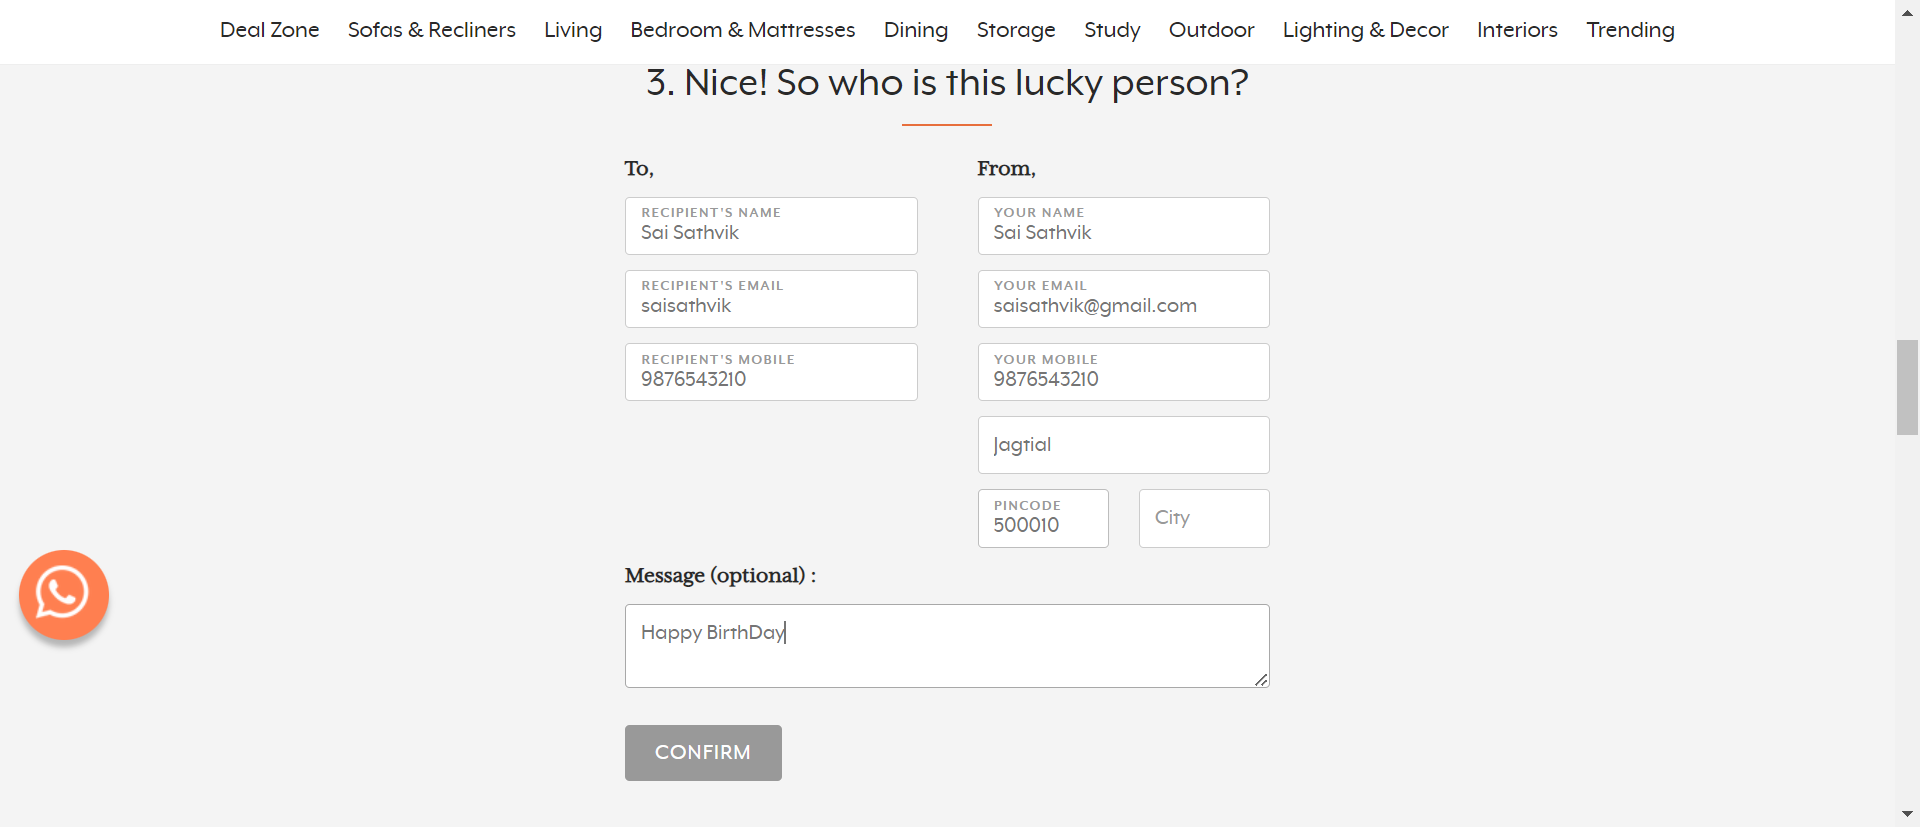 Deal Zone Sofas & Recliners Living Bedroom & Mattresses Dining Storage Study Outdoor Lighting & Decor Interiors Trending
3. Nice! So who is this lucky person?
To,
RECIPIENT'S NAME
Sai Sathvik
RECIPIENT'S EMAIL
saisathvik
RECIPIENT'S MOBILE
9876543210
From,
YOUR NAME
Sai Sathvik
YOUR EMAIL
saisathvik@gmail.com
YOUR MOBILE
9876543210
Jagtial
PINCODE
500010
City
Message (optional) :
Happy BirthDay
CONFIRM